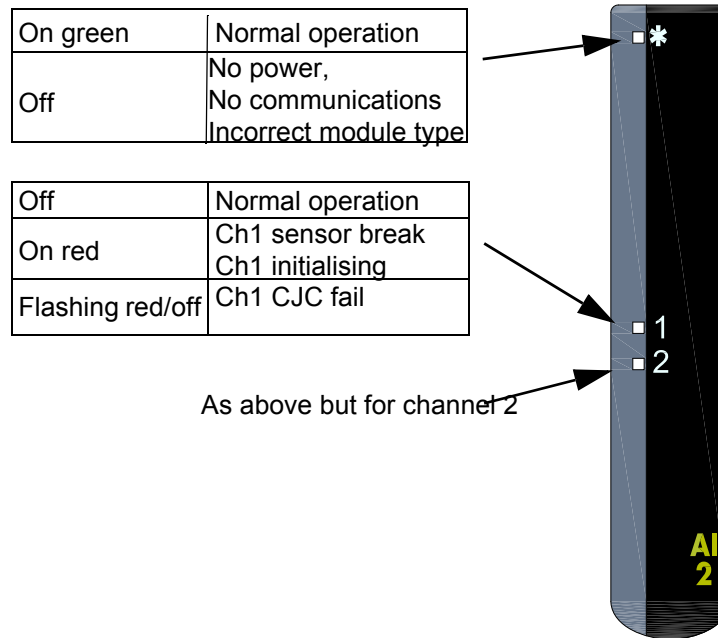 On green Normal operation
Off No power,
No communications
Incorrect module type
Off Normal operation
On red Ch1 sensor break
Ch1 initialising
Flashing red/off Ch1 CJC fail
As above but for channel 2
*
1
2
AI
2